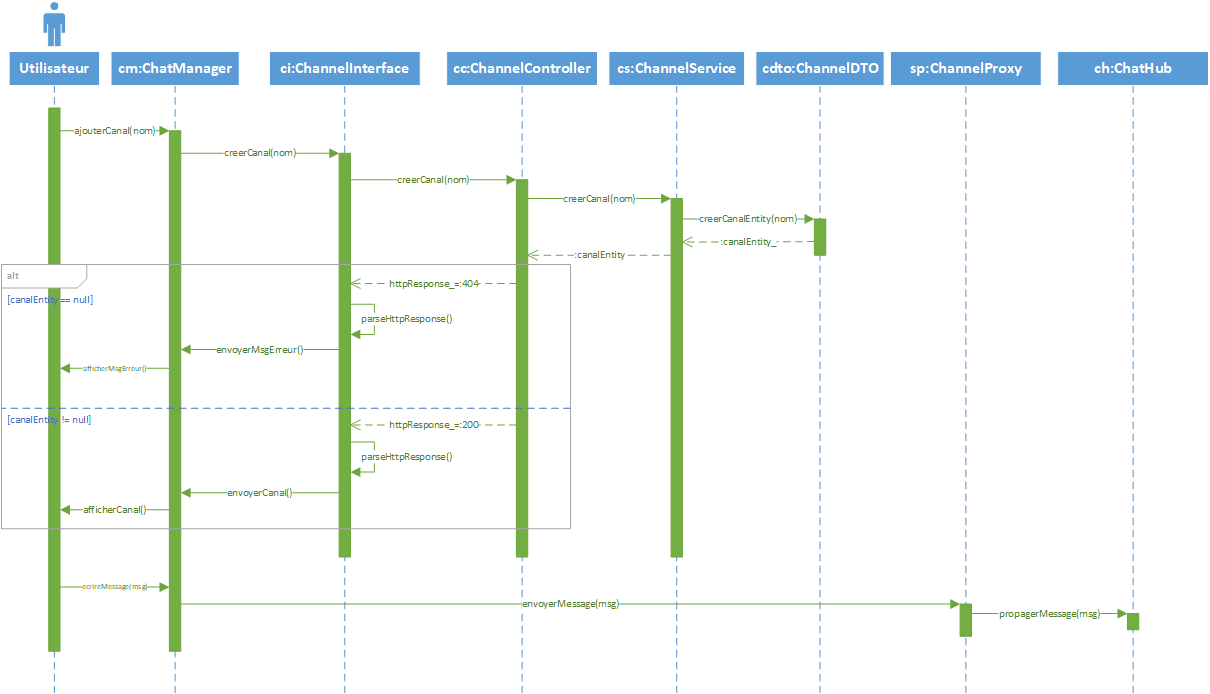 Utilisateur
cm:ChatManager
ci:ChannelInterface
cc:ChannelController
cs:ChannelService
cdto:ChannelDTO
sp:ChannelProxy
ch:ChatHub
ajouterCanal(nom)
creerCanal(nom)
creerCanal(nom)
creerCanal(nom)
creerCanalEntity(nom)
:canalEntity_
:canalEntity
alt
httpResponse_=:404
[canalEntity == null]
parseHttpResponse()
envoyerMsgErreur()
afficherMsgErreur()
[canalEntity != null]
httpResponse_=:200
parseHttpResponse()
envoyerCanal()
afficherCanal()
ecrireMessage(msg)
envoyerMessage(msg)
propagerMessage(msg)